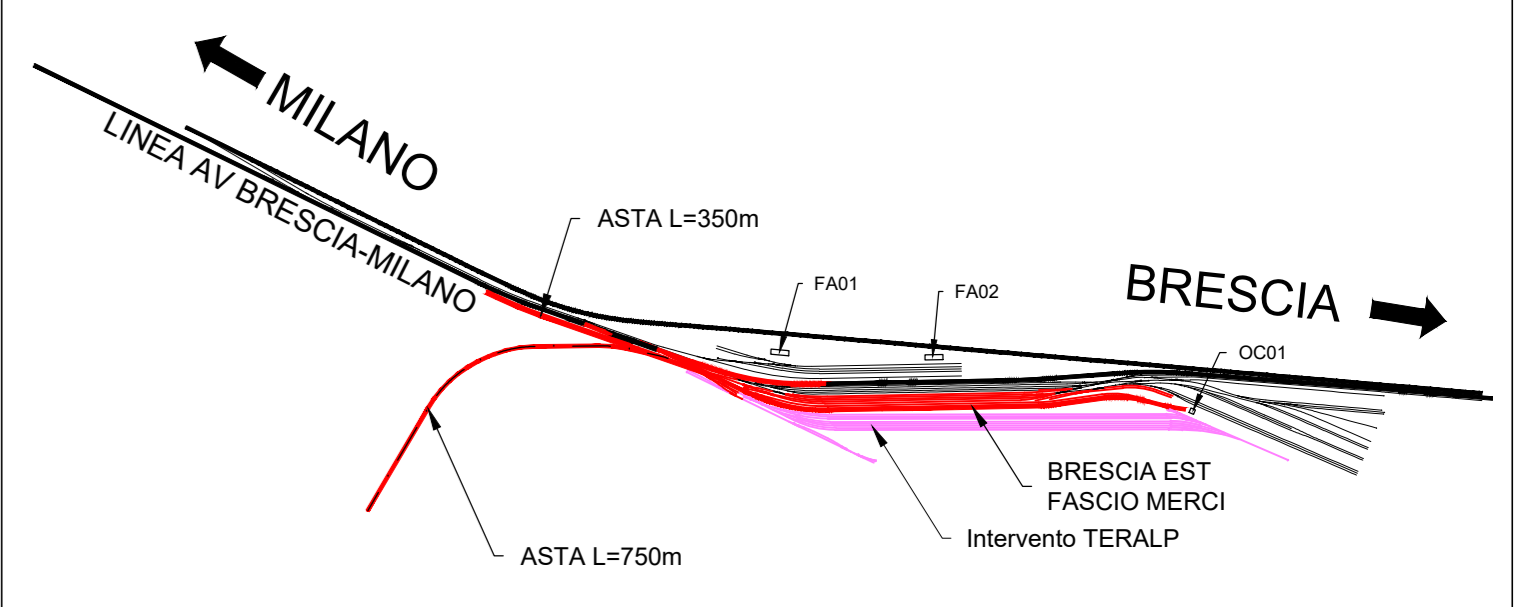 MILANO
LINEA AV BRESCIA-MILANO
ASTA L=350m
FA01
FA02
BRESCIA
OC01
BRESCIA EST
FASCIO MERCI
Intervento TERALP
ASTA L=750m